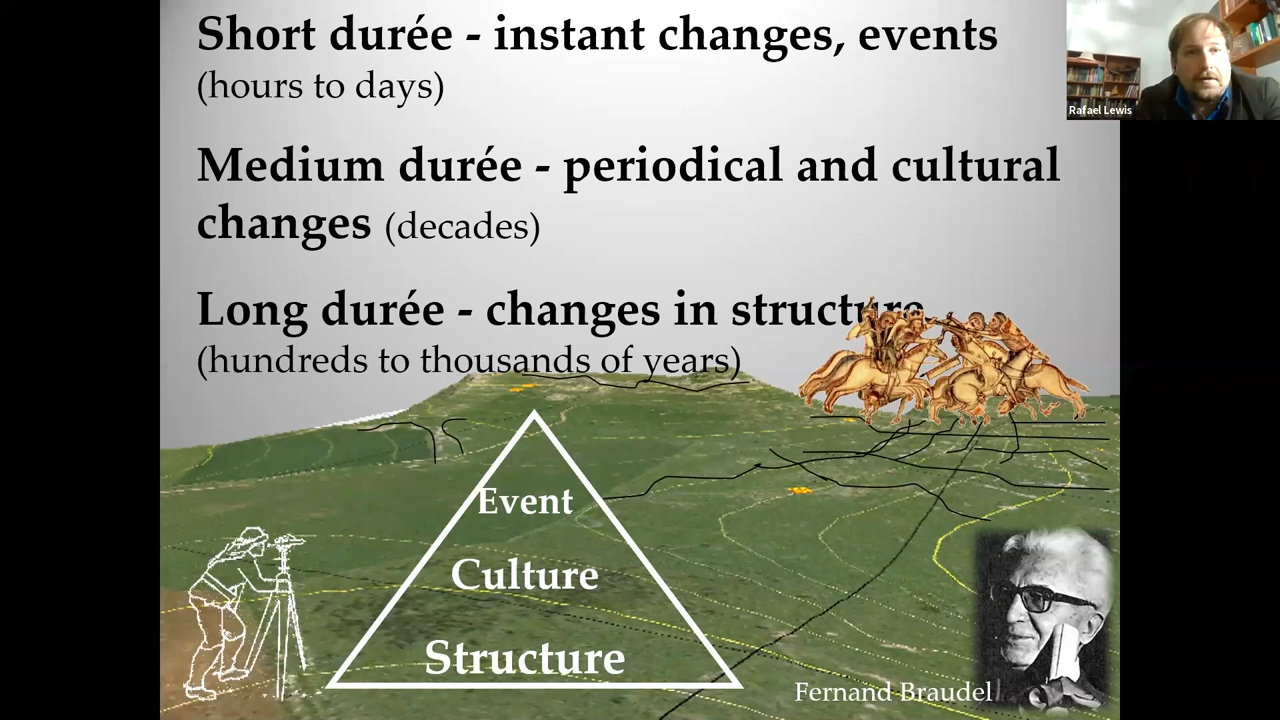 Short durée - instant changes, events
(hours to days)
Rafael Lewis
Medium durée - periodical and cultural
changes (decades)
Long durée - changes in structure
(hundreds to thousands of years)
Event
Culture
Structure
Fernand Braudel